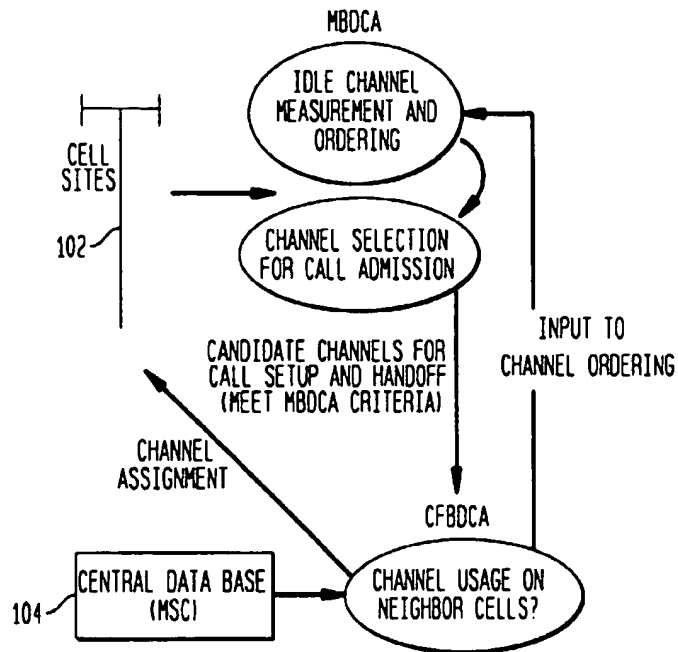 MBDCA
IDLE CHANNEL
MEASUREMENT AND
ORDERING
CELL
SITES
102
CHANNEL SELECTION
FOR CALL ADMISSION
CANDIDATE CHANNELS FOR
CALL SETUP AND HANDOFF
(MEET MBDCA CRITERIA)
INPUT TO
CHANNEL ORDERING
CHANNEL
ASSIGNMENT
CFBDCA
CENTRAL DATA BASE
(MSC)
104
CHANNEL USAGE ON
NEIGHBOR CELLS?